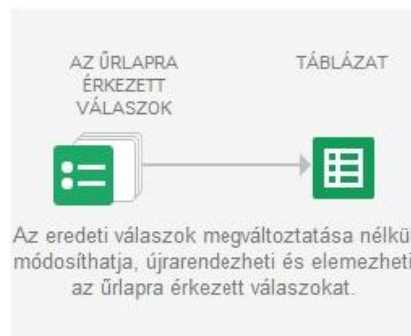 AZ ŰRLAPRA
ÉRKEZETT
VÁLASZOK
TÁBLÁZAT
Az eredeti válaszok megváltoztatása nélkü
módosíthatja, újrarendezheti és elemezheti
az űrlapra érkezett válaszokat.